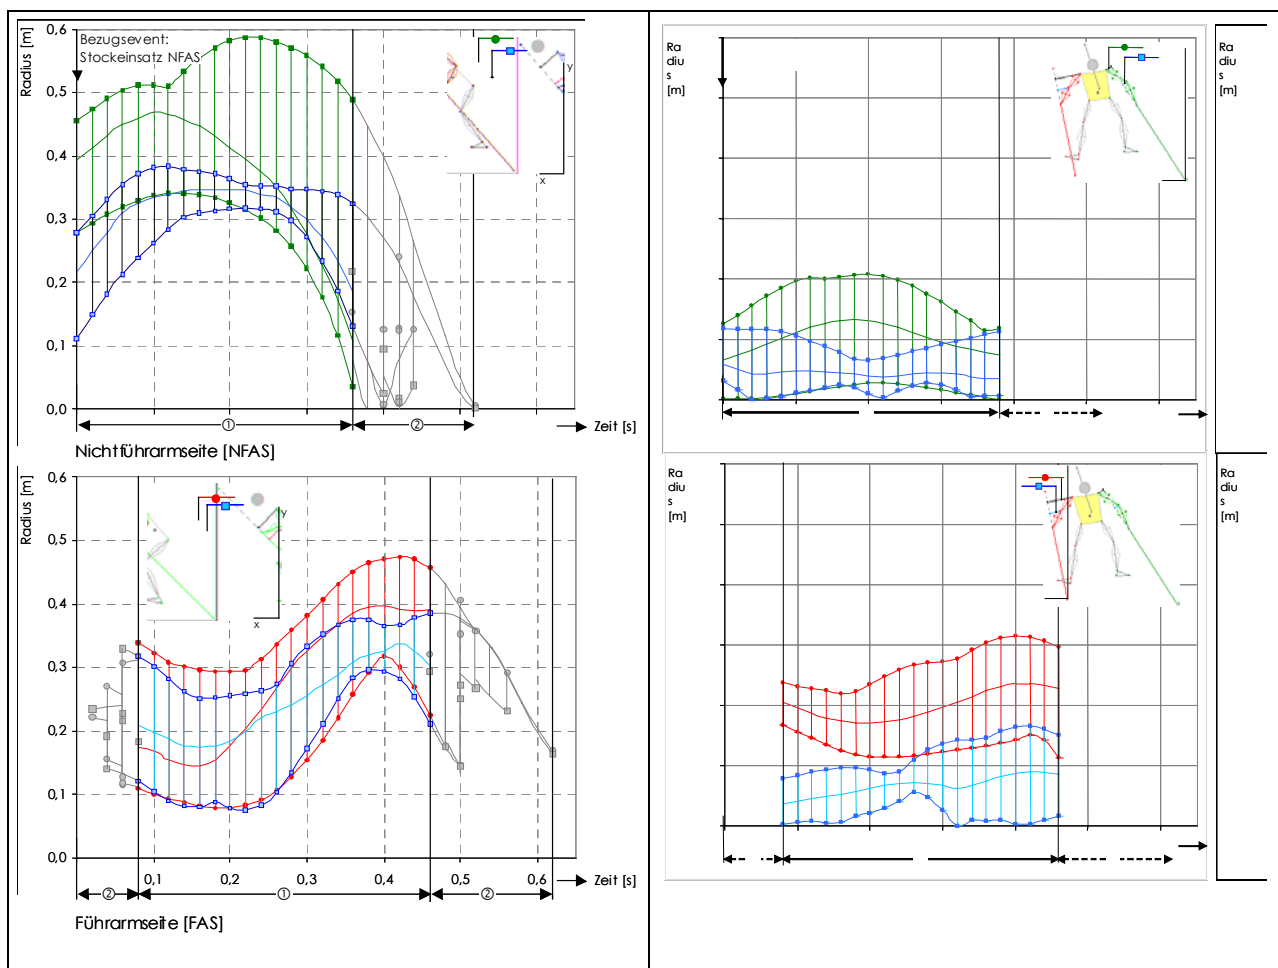 Radius [m]
0,6
0,5
0,4
0,3
0,2
0,1
0,0
Bezugsevent:
Stockeinsatz NFAS
y
x
①
②
Zeit [s]
Nichtführarmseite [NFAS]
Radius [m]
0,6
0,5
0,4
0,3
0,2
0,1
0,0
y
x
0,1
0,2
0,3
0,4
0,5
0,6
Zeit [s]
②
①
②
Führarmseite [FAS]
Ra
diu
s
[m]
Ra
diu
s
[m]
Ra
diu
s
[m]
Ra
diu
s
[m]